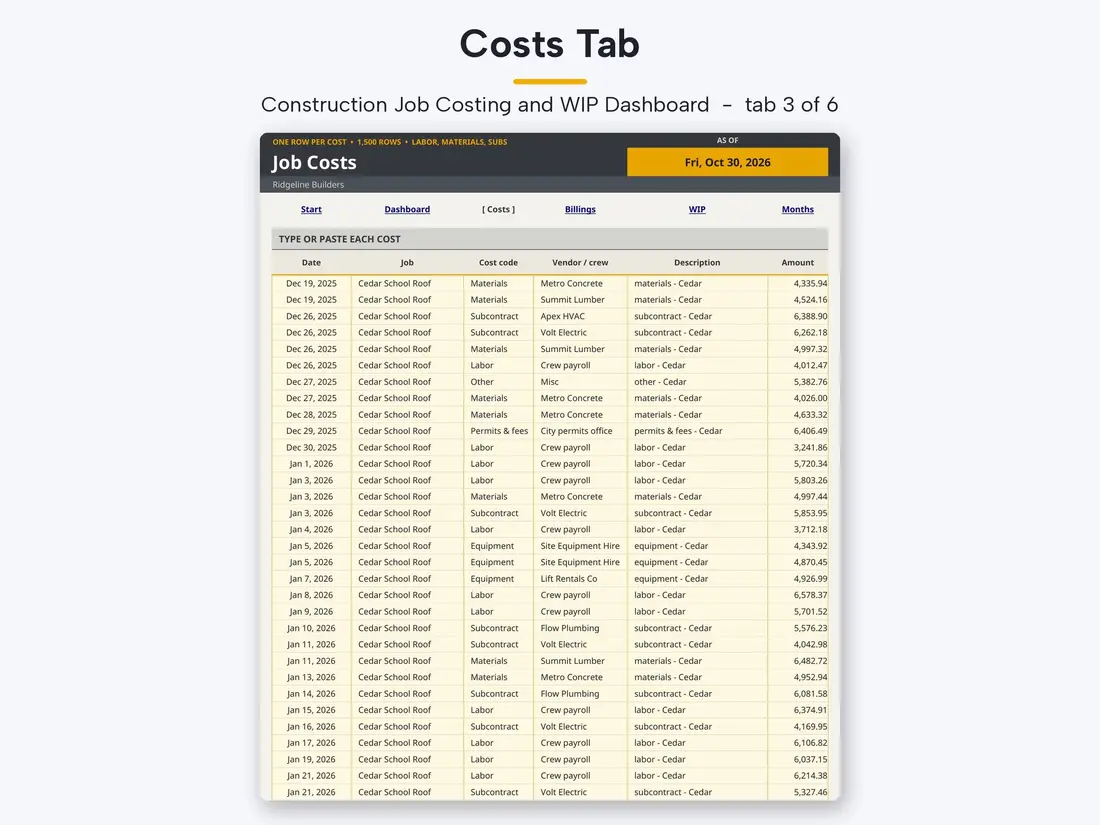 Costs Tab
Construction Job Costing and WIP Dashboard - tab 3 of 6
ONE ROW PER COST • 1,500 ROWS • LABOR, MATERIALS, SUBS
AS OF
Job Costs
Fri, Oct 30, 2026
Ridgeline Builders
Start Dashboard [ Costs ] Billings WIP Months
TYPE OR PASTE EACH COST
Date Job Cost code Vendor / crew Description Amount
Dec 19, 2025 Cedar School Roof Materials Metro Concrete materials - Cedar 4,335.94
Dec 19, 2025 Cedar School Roof Materials Summit Lumber materials - Cedar 4,524.16
Dec 26, 2025 Cedar School Roof Subcontract Apex HVAC subcontract - Cedar 6,388.90
Dec 26, 2025 Cedar School Roof Subcontract Volt Electric subcontract - Cedar 6,262.18
Dec 26, 2025 Cedar School Roof Materials Summit Lumber materials - Cedar 4,997.32
Dec 26, 2025 Cedar School Roof Labor Crew payroll labor - Cedar 4,012.47
Dec 27, 2025 Cedar School Roof Other Misc other - Cedar 5,382.76
Dec 27, 2025 Cedar School Roof Materials Metro Concrete materials - Cedar 4,026.00
Dec 28, 2025 Cedar School Roof Materials Metro Concrete materials - Cedar 4,633.32
Dec 29, 2025 Cedar School Roof Permits & fees City permits office permits & fees - Cedar 6,406.49
Dec 30, 2025 Cedar School Roof Labor Crew payroll labor - Cedar 3,241.86
Jan 1, 2026 Cedar School Roof Labor Crew payroll labor - Cedar 5,720.34
Jan 3, 2026 Cedar School Roof Labor Crew payroll labor - Cedar 5,803.26
Jan 3, 2026 Cedar School Roof Materials Metro Concrete materials - Cedar 4,997.44
Jan 3, 2026 Cedar School Roof Subcontract Volt Electric subcontract - Cedar 5,853.95
Jan 4, 2026 Cedar School Roof Labor Crew payroll labor - Cedar 3,712.18
Jan 5, 2026 Cedar School Roof Equipment Site Equipment Hire equipment - Cedar 4,343.92
Jan 5, 2026 Cedar School Roof Equipment Site Equipment Hire equipment - Cedar 4,870.45
Jan 7, 2026 Cedar School Roof Equipment Lift Rentals Co equipment - Cedar 4,926.99
Jan 8, 2026 Cedar School Roof Labor Crew payroll labor - Cedar 6,578.37
Jan 9, 2026 Cedar School Roof Labor Crew payroll labor - Cedar 5,701.52
Jan 10, 2026 Cedar School Roof Subcontract Flow Plumbing subcontract - Cedar 5,576.23
Jan 11, 2026 Cedar School Roof Subcontract Volt Electric subcontract - Cedar 4,042.98
Jan 11, 2026 Cedar School Roof Materials Summit Lumber materials - Cedar 6,482.72
Jan 13, 2026 Cedar School Roof Materials Metro Concrete materials - Cedar 4,952.94
Jan 14, 2026 Cedar School Roof Subcontract Flow Plumbing subcontract - Cedar 6,081.58
Jan 15, 2026 Cedar School Roof Labor Crew payroll labor - Cedar 6,374.91
Jan 16, 2026 Cedar School Roof Subcontract Volt Electric subcontract - Cedar 4,169.95
Jan 17, 2026 Cedar School Roof Labor Crew payroll labor - Cedar 6,106.82
Jan 19, 2026 Cedar School Roof Labor Crew payroll labor - Cedar 6,037.15
Jan 21, 2026 Cedar School Roof Labor Crew payroll labor - Cedar 6,214.38
Jan 21, 2026 Cedar School Roof Subcontract Volt Electric subcontract - Cedar 5,327.46